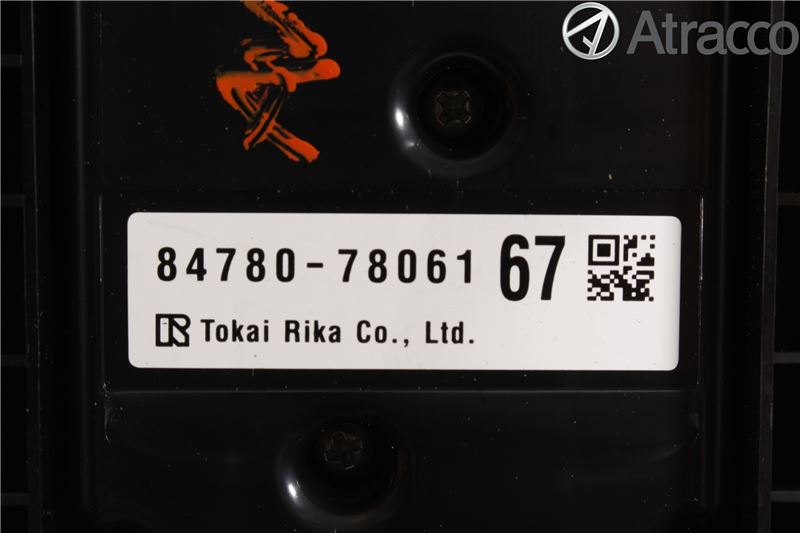 Atracco
84780-78061 67
Tokai Rika Co., Ltd.